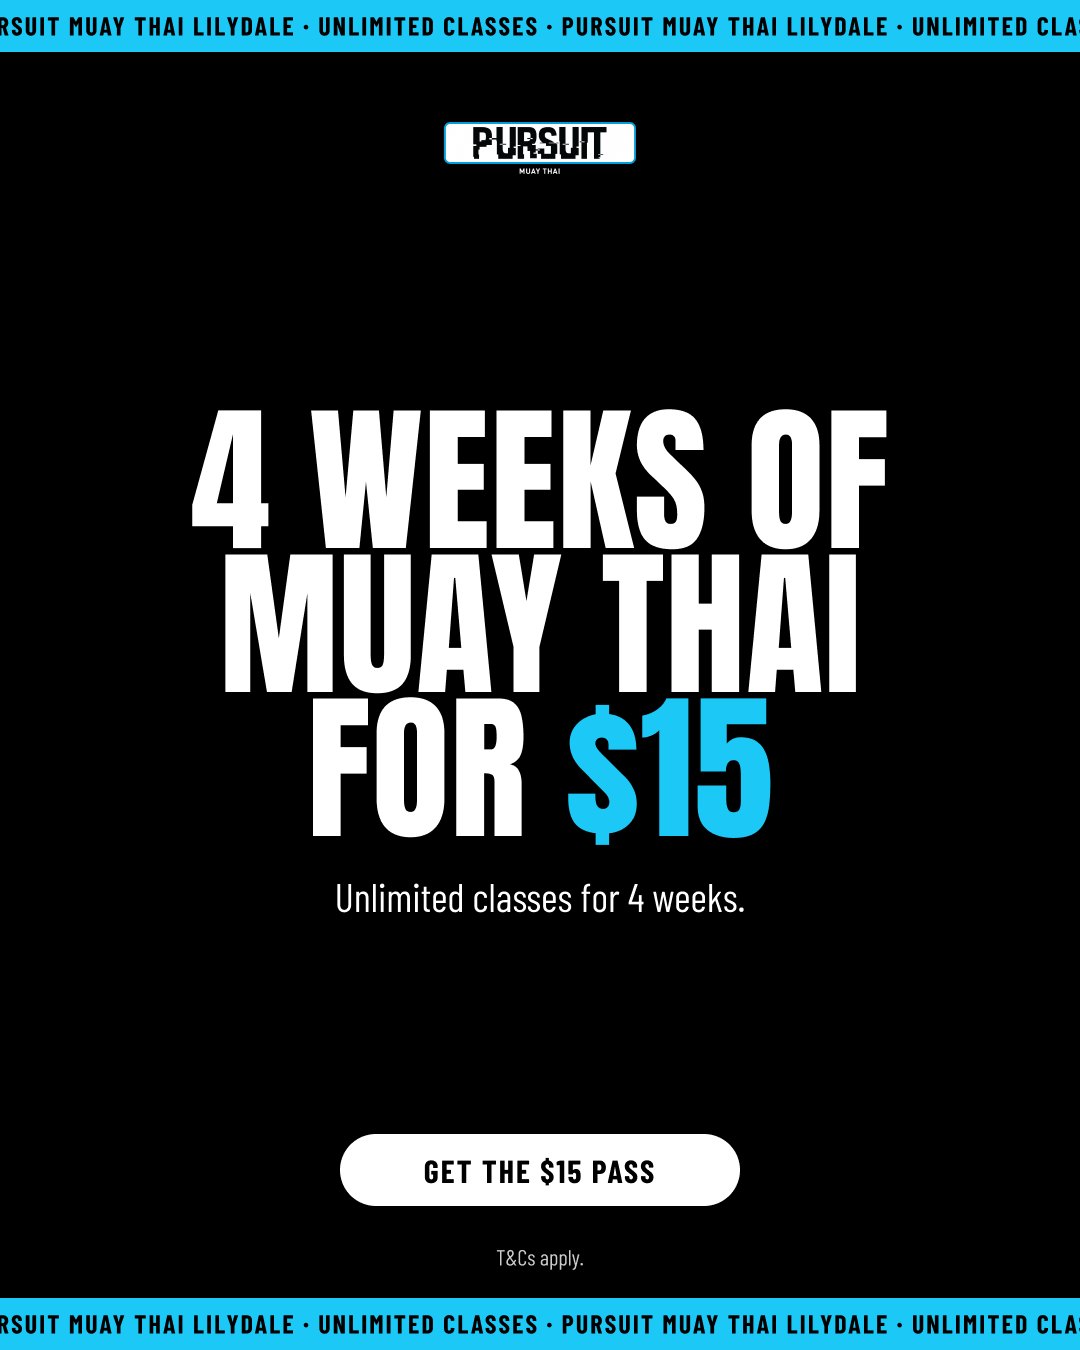 RSUIT MUAY THAI LILYDALE · UNLIMITED CLASSES · PURSUIT MUAY THAI LILYDALE · UNLIMITED CLAS
PURSUIT
MUAY THAI
4 WEEKS OF
MUAY THAI
FOR $15
Unlimited classes for 4 weeks.
GET THE $15 PASS
T&Cs apply.
RSUIT MUAY THAI LILYDALE · UNLIMITED CLASSES · PURSUIT MUAY THAI LILYDALE · UNLIMITED CLAS